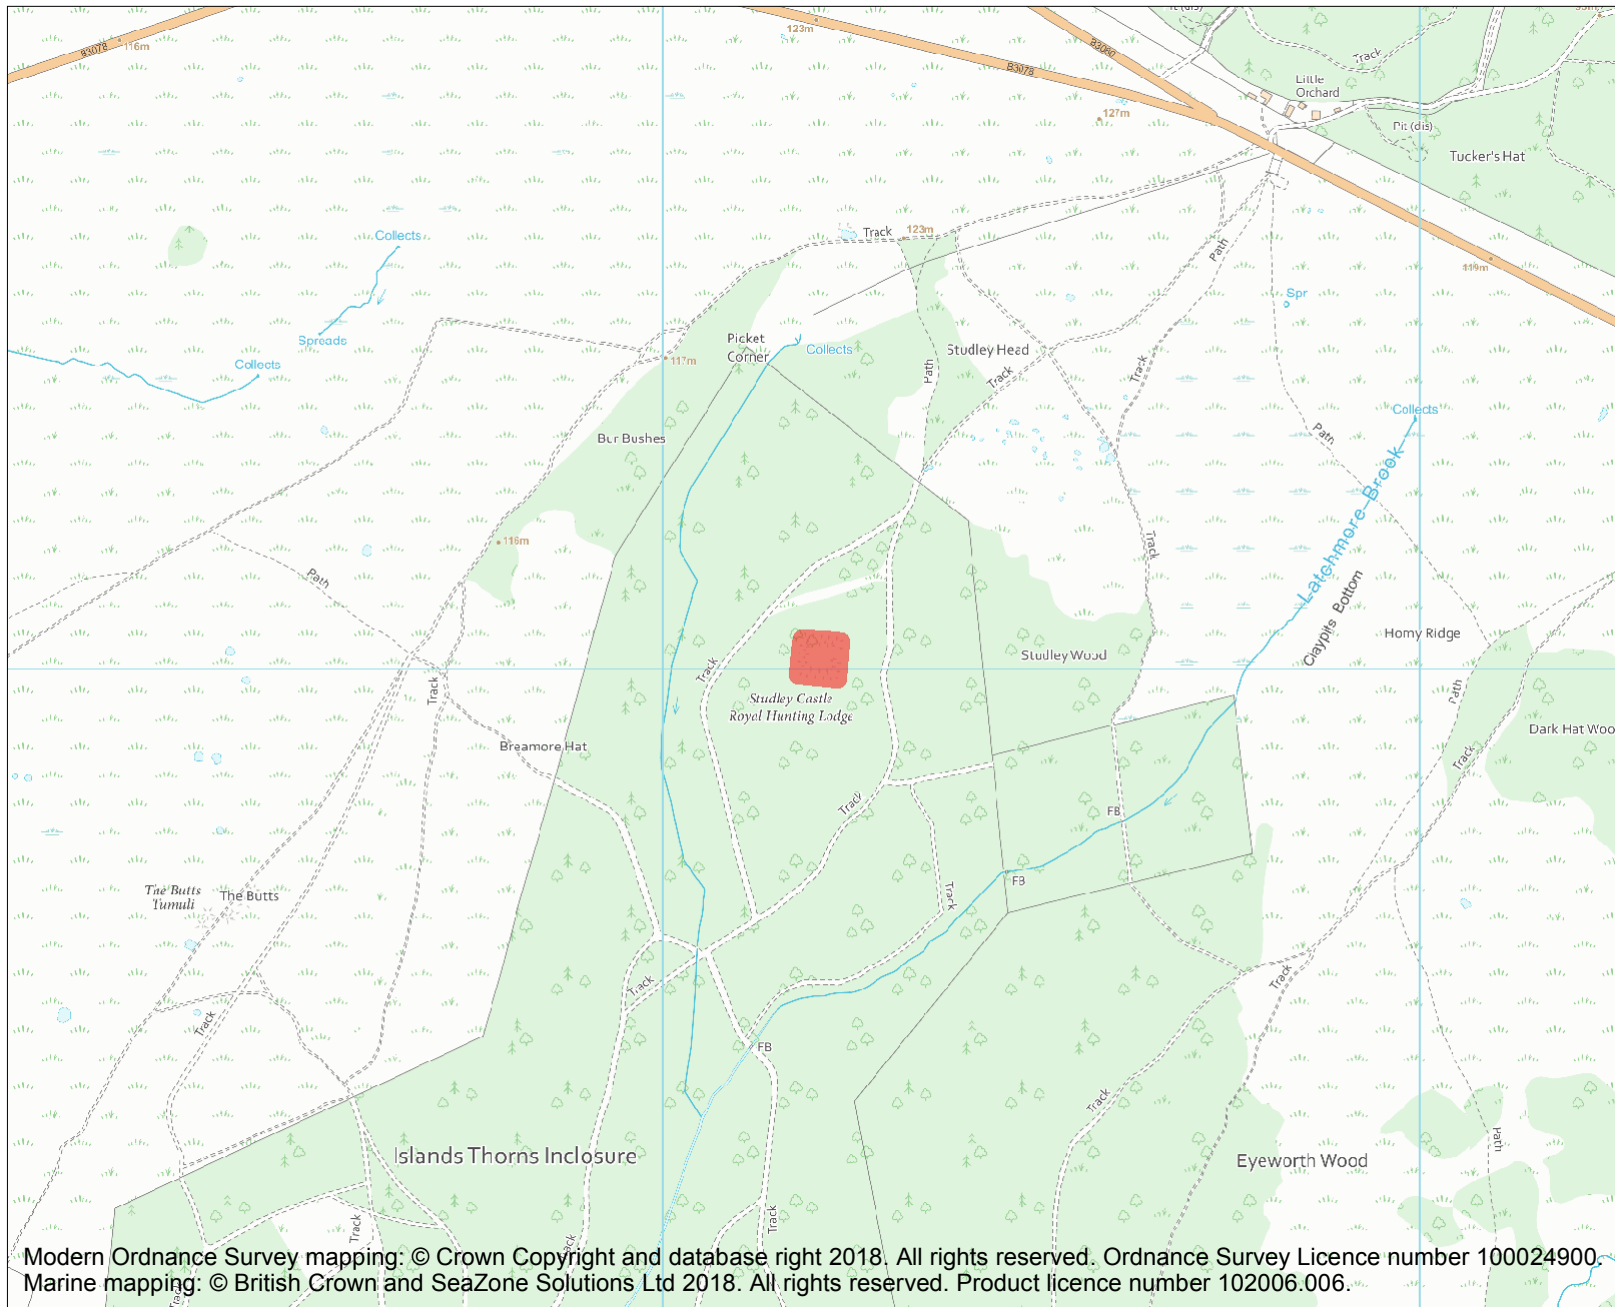 Pit (dis)
93m
B3078
116m
123m
B3078
B3080
Track
Little
Orchard
127m
Pit (dis)
Tucker's Hat
Collects
Track
123m
Path
119m
Spr
Spreads
Collects
Picket
Corner
Collects
117m
Studley Head
Path
Track
Track
Collects
Path
Bur Bushes
Latchmore Brook
116m
Track
Path
Claypits Bottom
Homy Ridge
Studley Wood
Track
Track
Path
Studley Castle
Royal Hunting Lodge
Breamore Hat
Dark Hat Woo
Track
Track
FB
FB
The Butts
Tumuli
The Butts
Track
Track
Track
Track
FB
Track
Path
Islands Thorns Inclosure
Eyeworth Wood
Track
Track
Track
Track
Modern Ordnance Survey mapping: © Crown Copyright and database right 2018. All rights reserved. Ordnance Survey Licence number 100024900.
Marine mapping: © British Crown and SeaZone Solutions Ltd 2018. All rights reserved. Product licence number 102006.006.